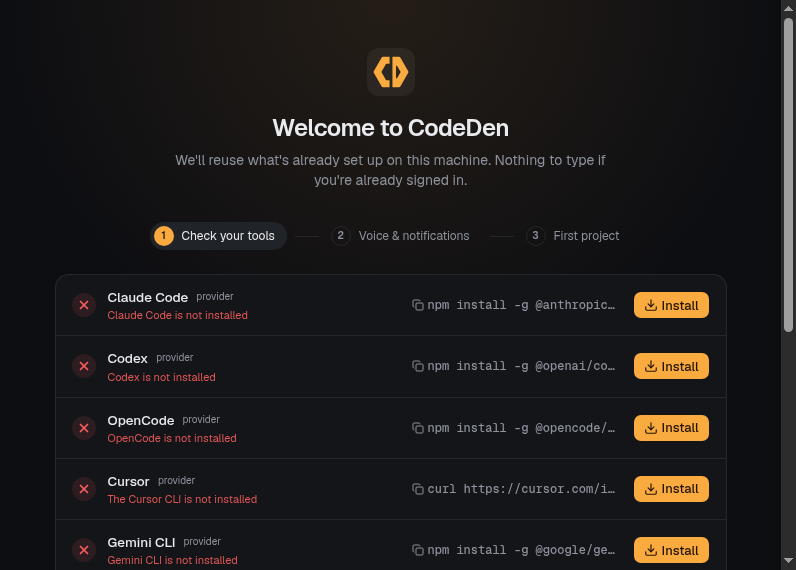 Welcome to CodeDen
We'll reuse what's already set up on this machine. Nothing to type if
you're already signed in.
1 Check your tools 2 Voice & notifications 3 First project
Claude Code provider
Claude Code is not installed
npm install -g @anthropic…
Install
Codex provider
Codex is not installed
npm install -g @openai/co…
Install
OpenCode provider
OpenCode is not installed
npm install -g @opencode/…
Install
Cursor provider
The Cursor CLI is not installed
curl https://cursor.com/i…
Install
Gemini CLI provider
Gemini CLI is not installed
npm install -g @google/ge…
Install